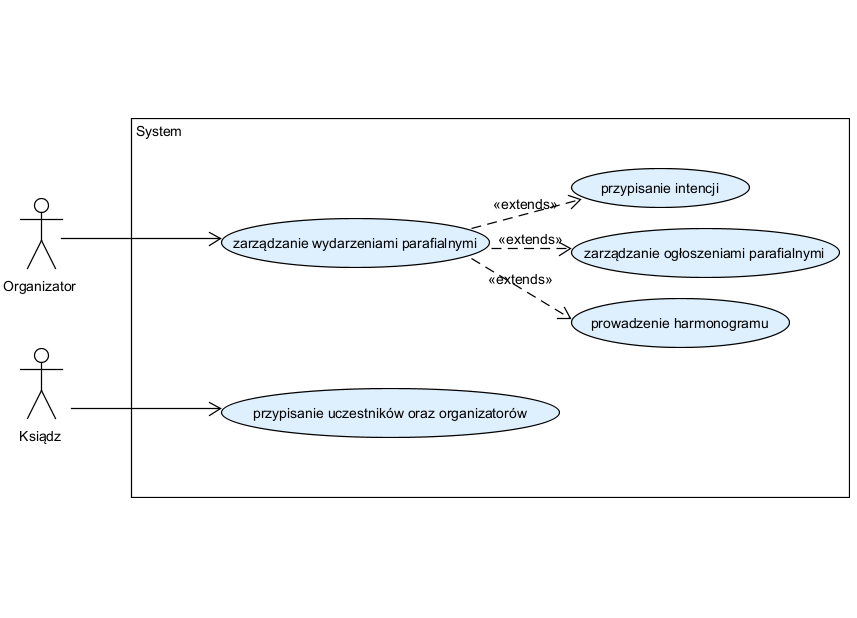 System
«extends»
przypisanie intencji
Organizator
zarządzanie wydarzeniami parafialnymi
«extends»
zarządzanie ogłoszeniami parafialnymi
«extends»
prowadzenie harmonogramu
Ksiądz
przypisanie uczestników oraz organizatorów